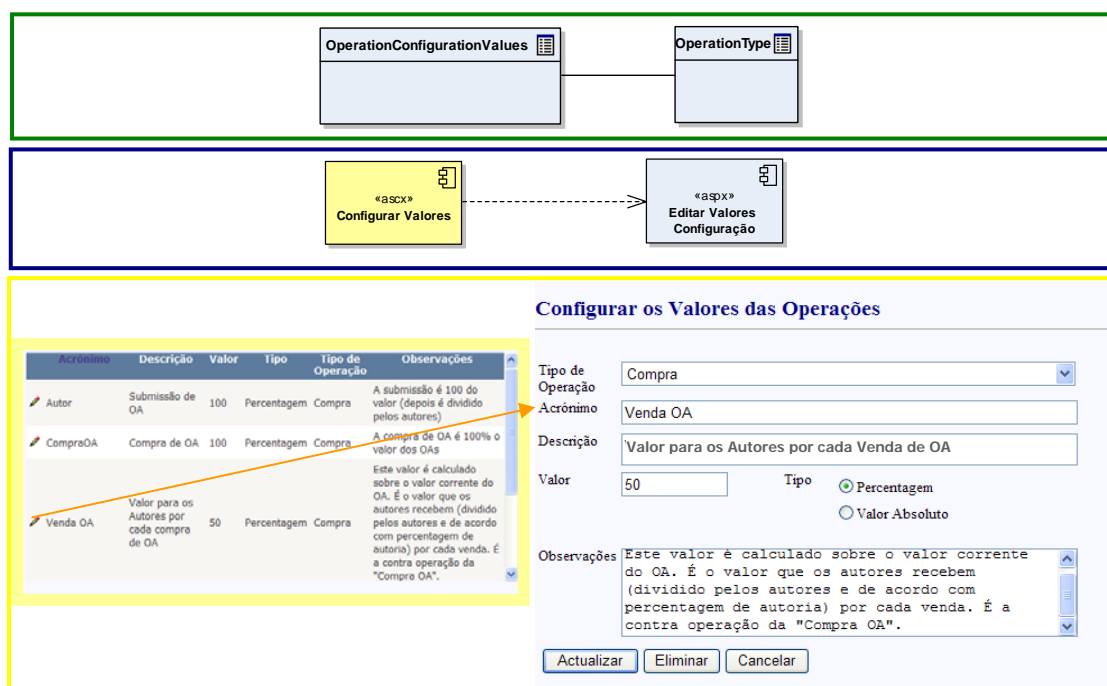 OperationConfigurationValues
OperationType
«ascx»
Configurar Valores
«aspx»
Editar Valores
Configuração
Acrónimo Descrição Valor Tipo Tipo de Operação Observações
Autor
Submissão de
OA
100
Percentagem
Compra
A submissão é 100 do
valor (depois é dividido
pelos autores)
CompraOA
Compra de OA
100
Percentagem
Compra
A compra de OA é 100% o
valor dos OAs
Venda OA
Valor para os
Autores por
cada compra
de OA
50
Percentagem
Compra
Este valor é calculado
sobre o valor corrente do
OA. É o valor que os
autores recebem (dividido
pelos autores e de acordo
com percentagem de
autoria) por cada venda. É
a contra operação da
"Compra OA".
Configurar os Valores das Operações
Tipo de
Operação
Compra
Acrónimo
Venda OA
Descrição
Valor para os Autores por cada Venda de OA
Valor
50
Tipo
Percentagem
Valor Absoluto
Observações
Este valor é calculado sobre o valor corrente
do OA. É o valor que os autores recebem
(dividido pelos autores e de acordo com
percentagem de autoria) por cada venda. É a
contra operação da "Compra OA".
Actualizar
Eliminar
Cancelar